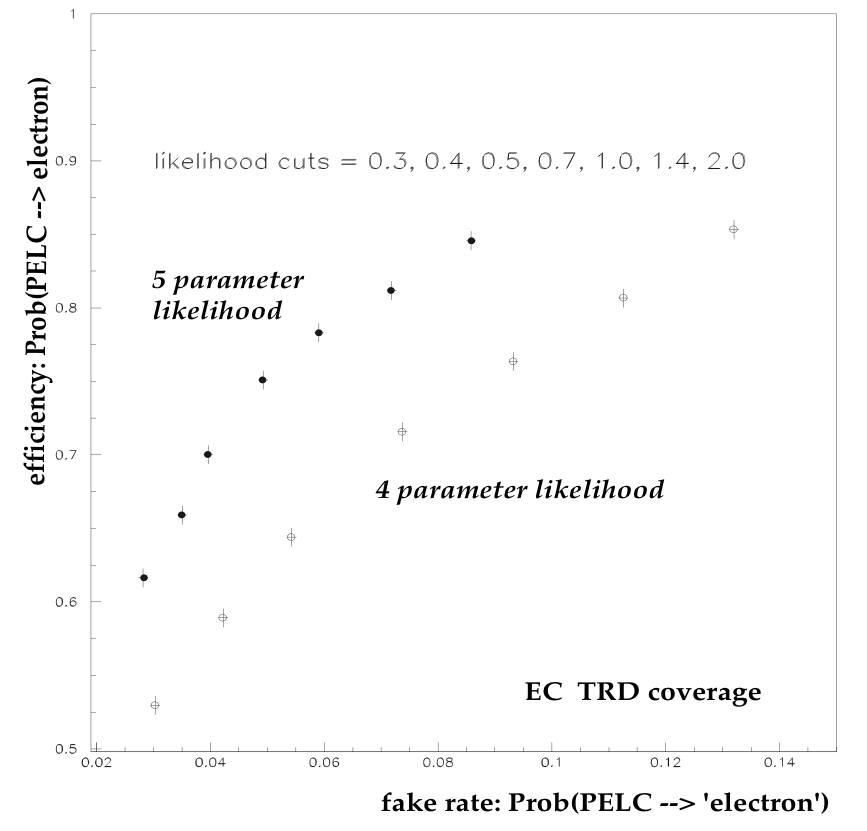 1
efficiency: Prob(PELC --> electron)
0.9
likelihood cuts = 0.3, 0.4, 0.5, 0.7, 1.0, 1.4, 2.0
5 parameter
likelihood
0.8
0.7
4 parameter likelihood
0.6
EC TRD coverage
0.5
0.02 0.04 0.06 0.08 0.1 0.12 0.14
fake rate: Prob(PELC --> 'electron')